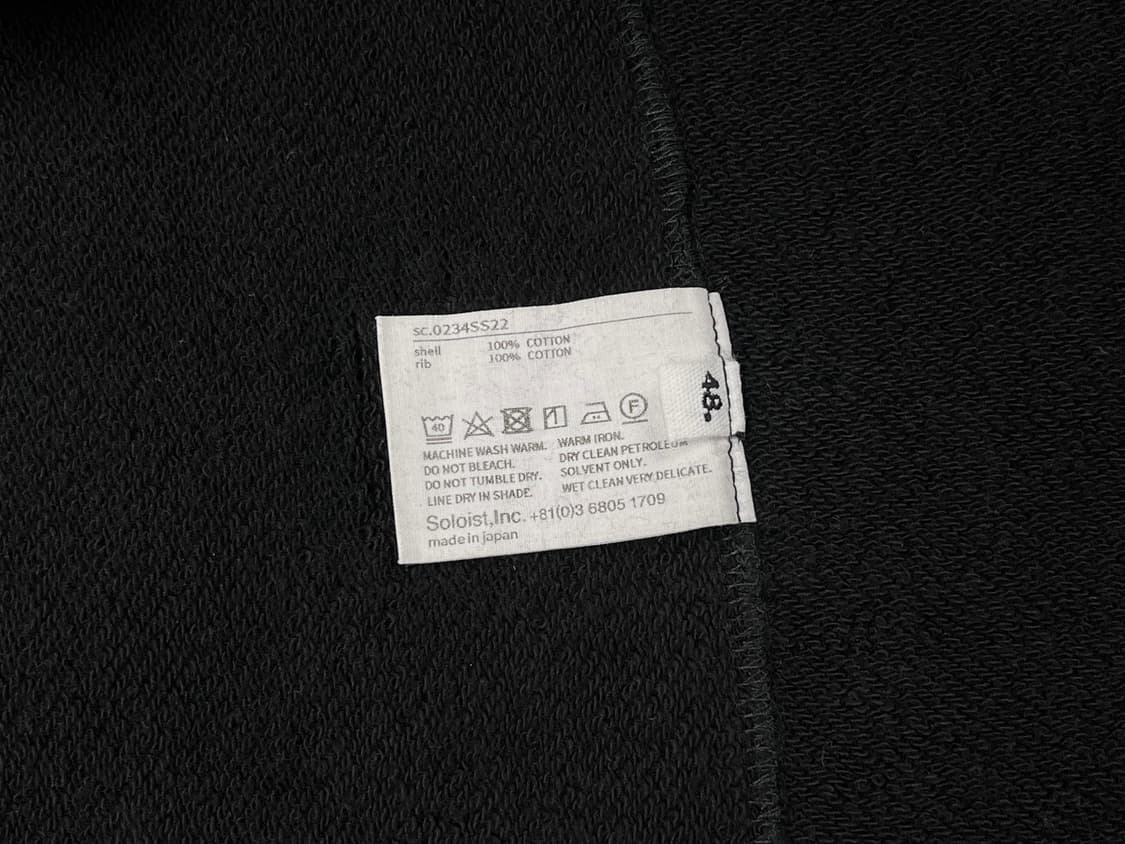 sc.0234SS22
shell 100% COTTON
rib 100% COTTON
48.
40 F
MACHINE WASH WARM. WARM IRON.
DO NOT BLEACH. DRY CLEAN PETROLEUM
DO NOT TUMBLE DRY. SOLVENT ONLY.
LINE DRY IN SHADE. WET CLEAN VERY DELICATE.
Soloist,Inc. +81(0)3 6805 1709
made in japan